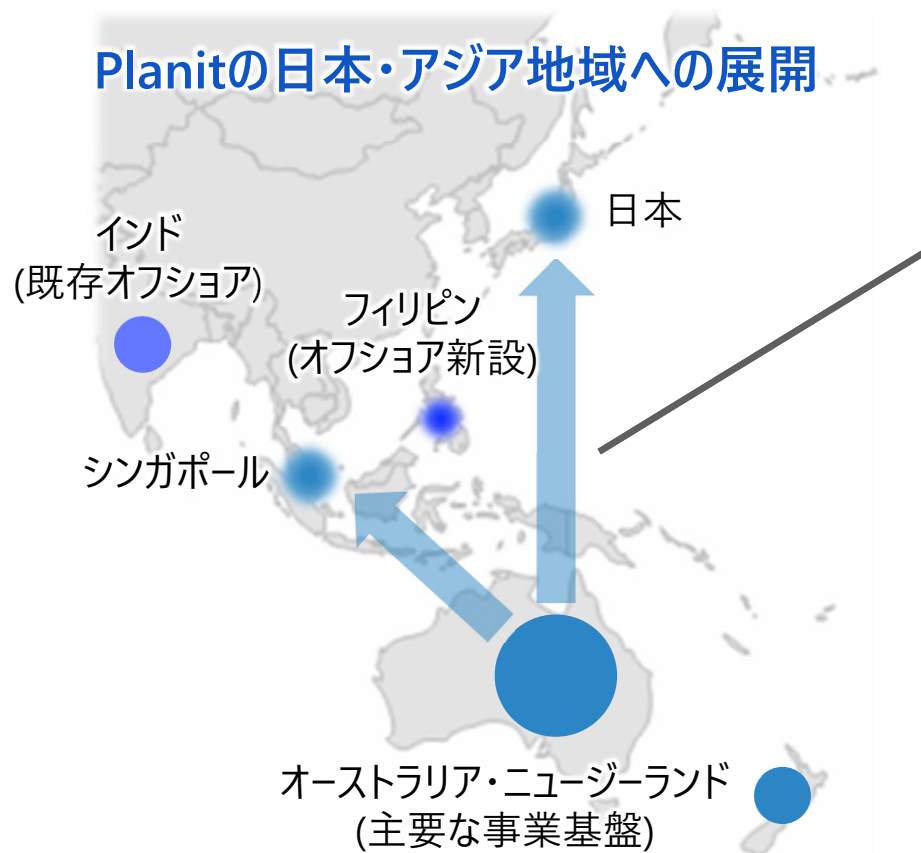 Planitの日本・アジア地域への展開
日本
インド
(既存オフショア)
フィリピン
(オフショア新設)
シンガポール
オーストラリア・ニュージーランド
(主要な事業基盤)